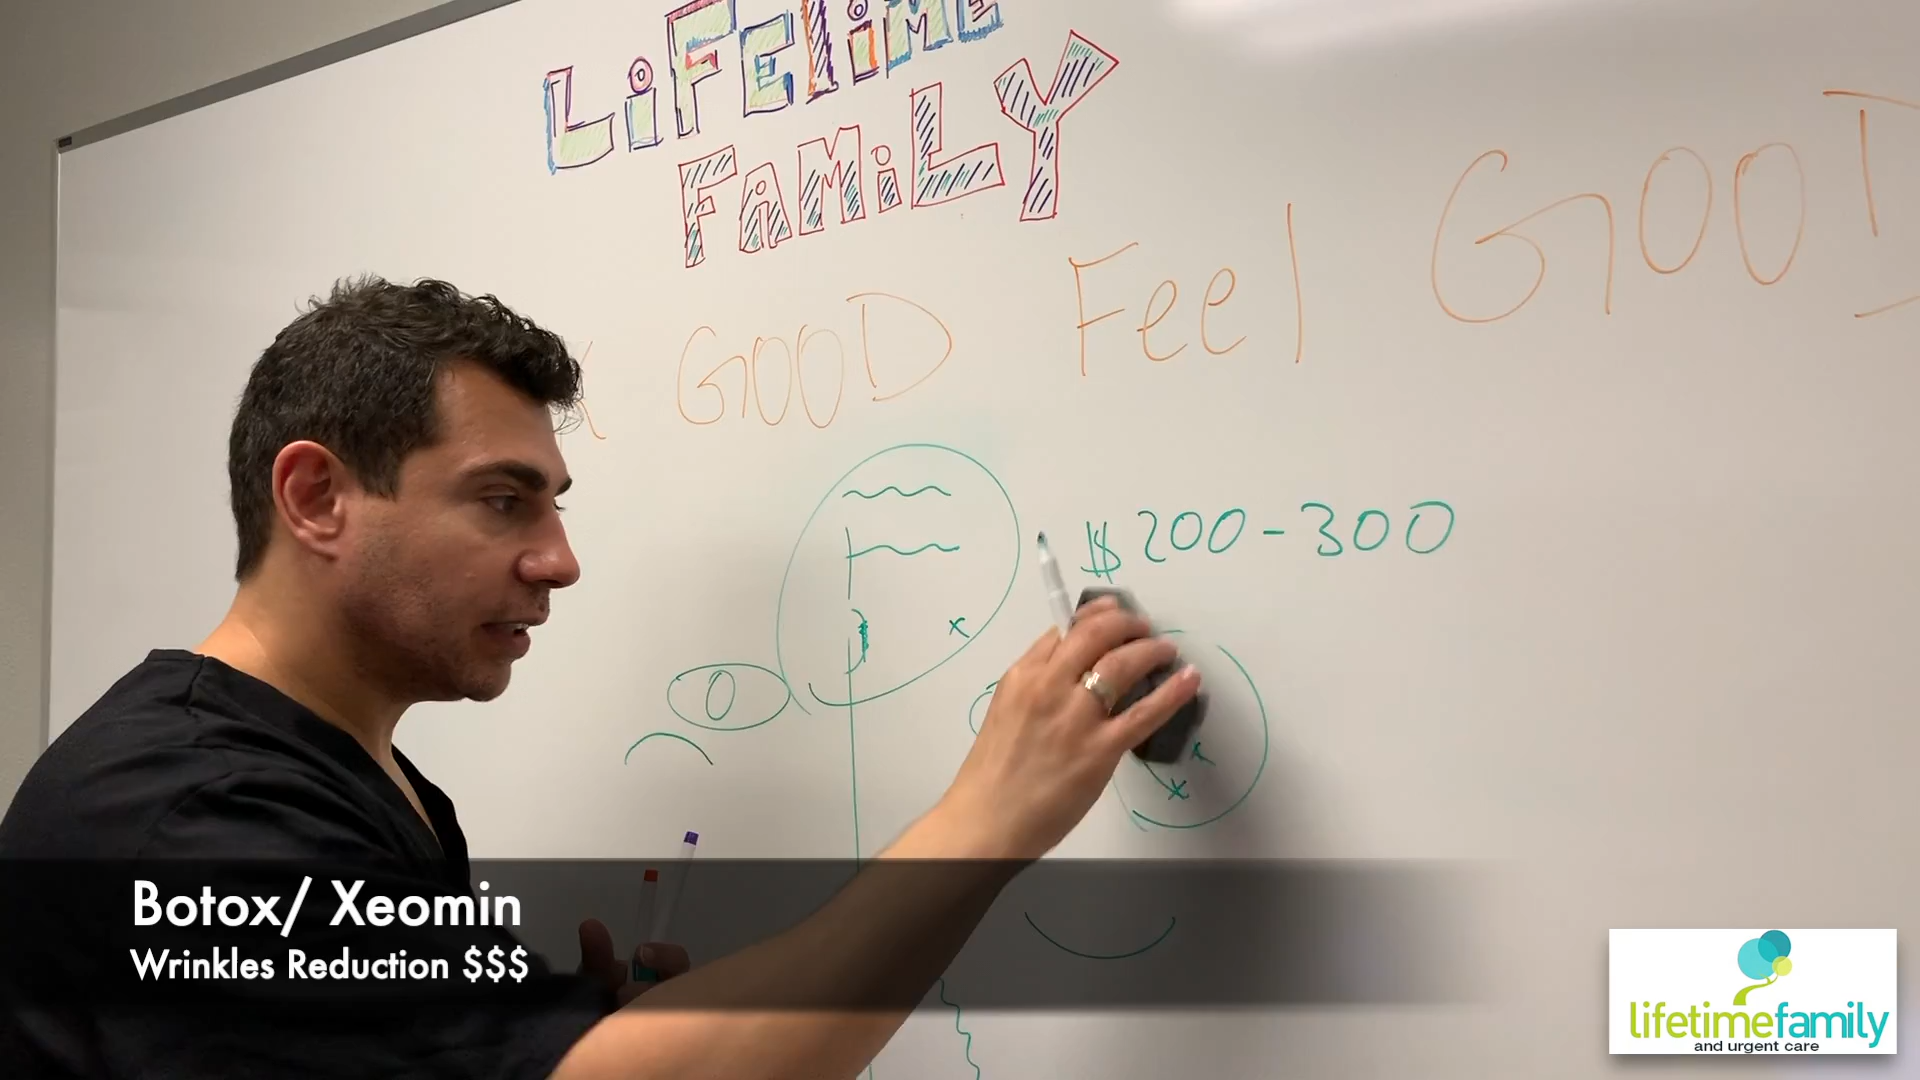 LiFeTiMe
FAMiLY
GOOD Feel GOOD
$200-300
x
x
x
Botox/ Xeomin
Wrinkles Reduction $$$
lifetimefamily
and urgent care